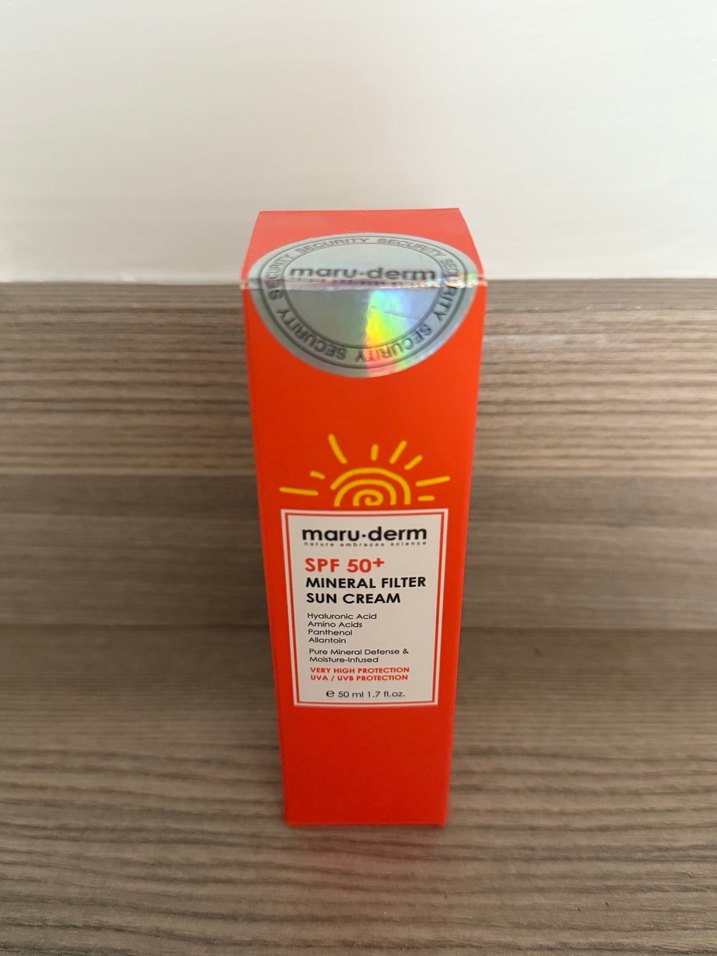 SECURITY SECURITY SECURITY SECURITY SECURITY SECURITY
maru·derm
maru·derm
nature embraces science
SPF 50+
MINERAL FILTER
SUN CREAM
Hyaluronic Acid
Amino Acids
Panthenol
Allantoin
Pure Mineral Defense &
Moisture-Infused
VERY HIGH PROTECTION
UVA / UVB PROTECTION
℮ 50 ml 1.7 fl.oz.